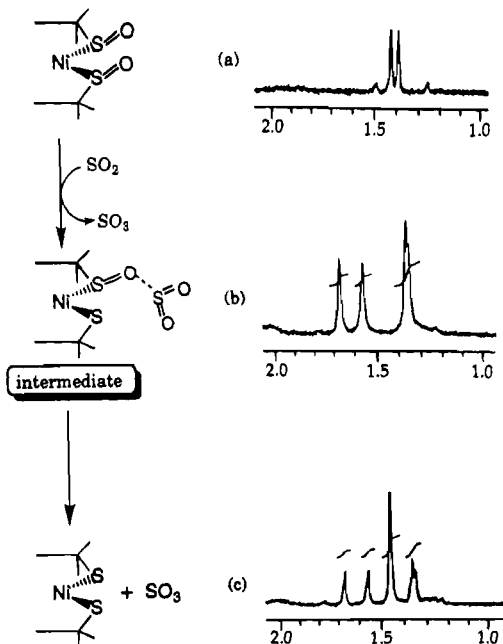 S=O
Ni
S=O
(a)
2.0 1.5 1.0
SO2
SO3
S=O
S=O
O
Ni
S
(b)
2.0 1.5 1.0
intermediate
S
Ni
S
+ SO3
(c)
2.0 1.5 1.0